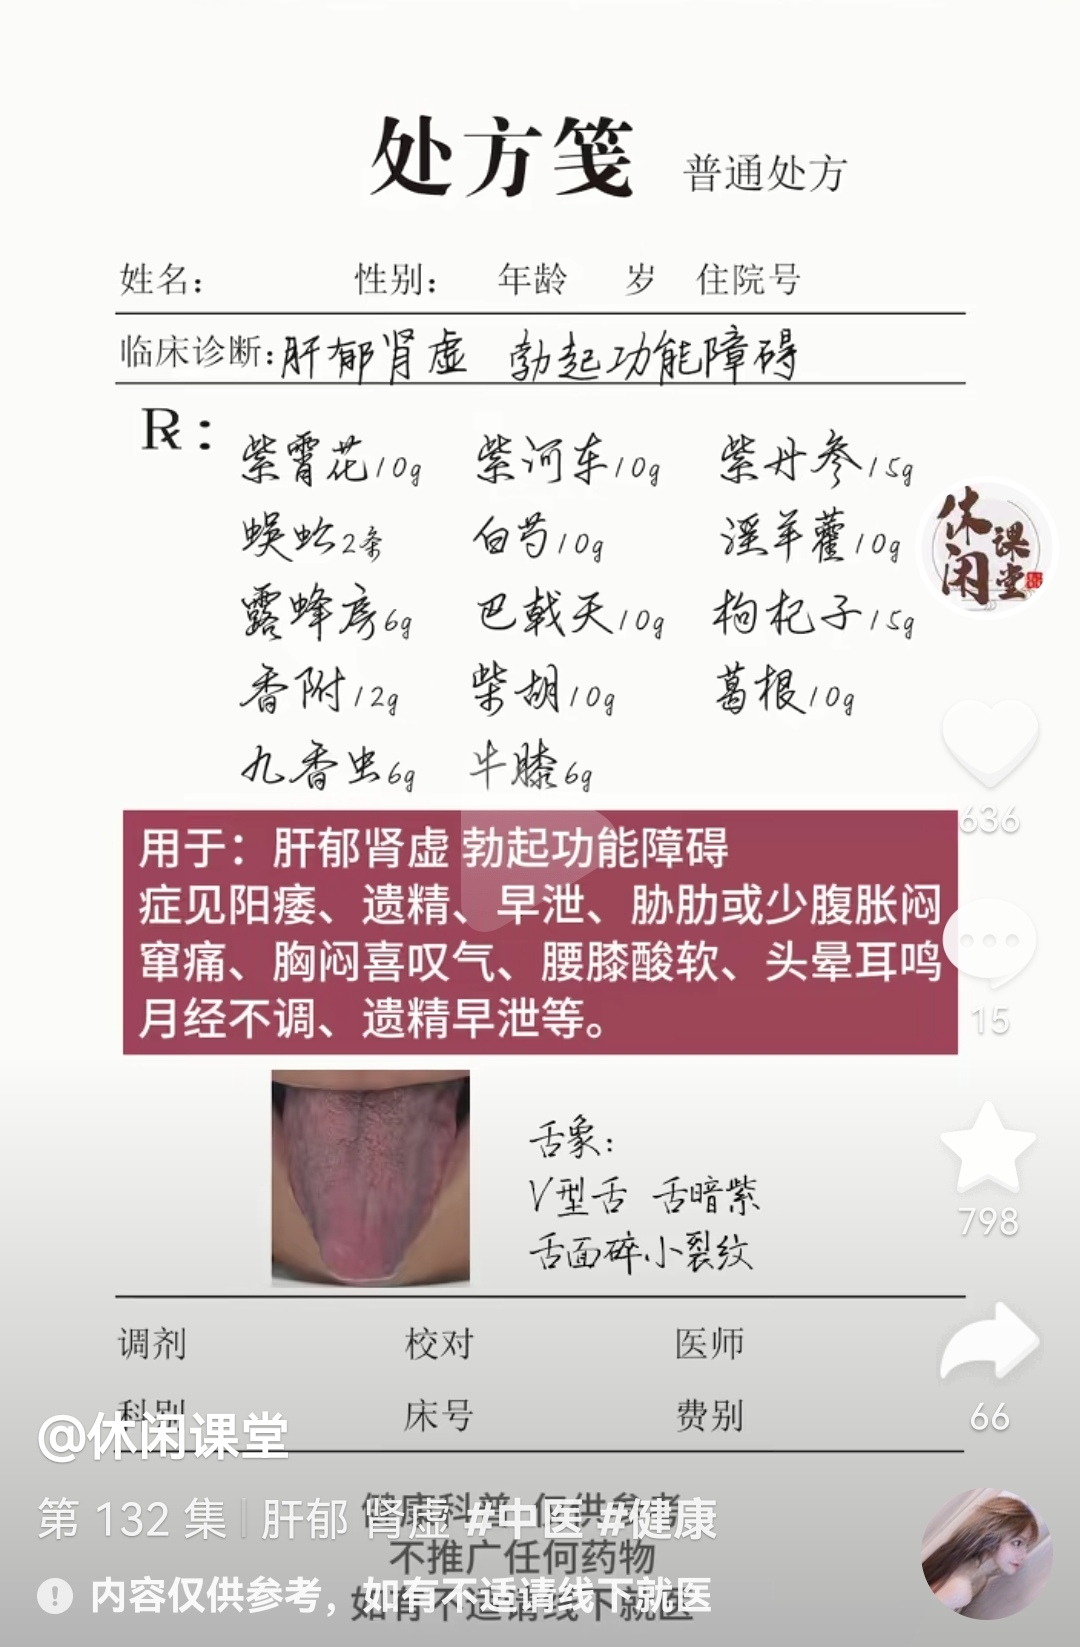 处方笺 普通处方
姓名： 性别： 年龄 岁 住院号
临床诊断：肝郁肾虚 勃起功能障碍
R：
紫霄花10g 紫河车10g 紫丹参15g
蜈蚣2条 白芍10g 淫羊藿10g
露蜂房6g 巴戟天10g 枸杞子15g
香附12g 柴胡10g 葛根10g
九香虫6g 牛膝6g
休闲课堂
636
用于：肝郁肾虚 勃起功能障碍
症见阳痿、遗精、早泄、胁肋或少腹胀闷
窜痛、胸闷喜叹气、腰膝酸软、头晕耳鸣
月经不调、遗精早泄等。
15
舌象：
V型舌 舌暗紫
舌面碎小裂纹
798
调剂 校对 医师
科别 床号 费别
66
@休闲课堂
健康科普 仅供参考
第 132 集 | 肝郁 肾虚 #中医 #健康
不推广任何药物
如有不适请线下就医
内容仅供参考，如有不适请线下就医